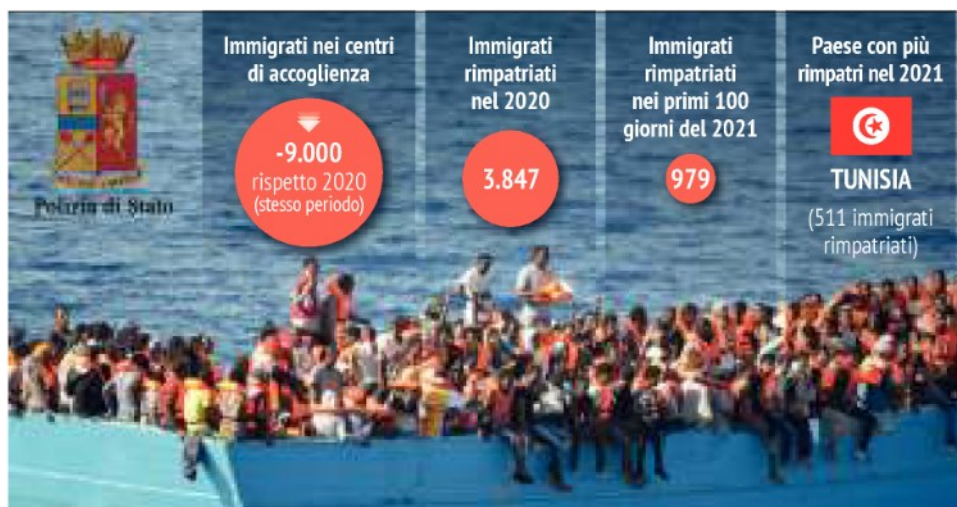 Polizia di Stato
Immigrati nei centri
di accoglienza
-9.000
rispetto 2020
(stesso periodo)
Immigrati
rimpatriati
nel 2020
3.847
Immigrati
rimpatriati
nei primi 100
giorni del 2021
979
Paese con più
rimpatri nel 2021
TUNISIA
(511 immigrati
rimpatriati)